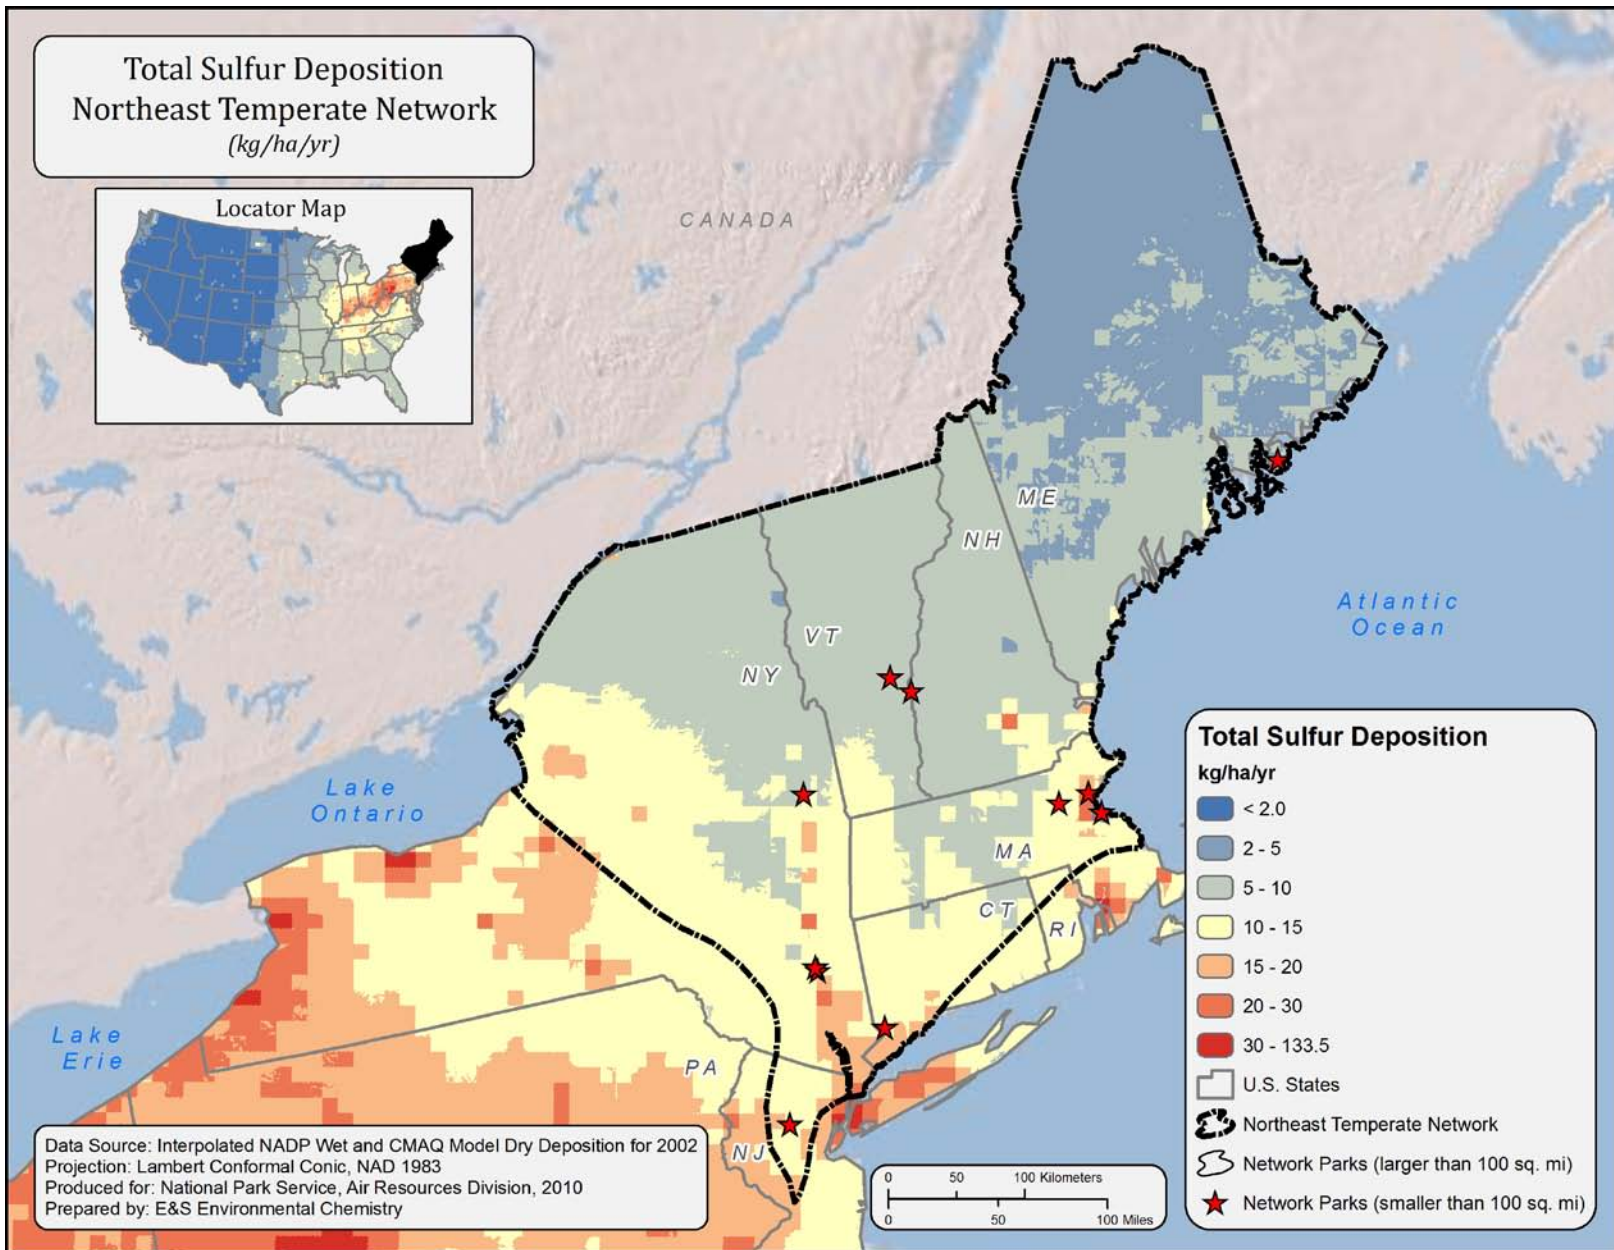 Total Sulfur Deposition
Northeast Temperate Network
(kg/ha/yr)
Locator Map
CANADA
ME
NH
VT
NY
Atlantic
Ocean
Lake
Ontario
MA
CT
RI
Lake
Erie
PA
NJ
Total Sulfur Deposition
kg/ha/yr
< 2.0
2 - 5
5 - 10
10 - 15
15 - 20
20 - 30
30 - 133.5
U.S. States
Northeast Temperate Network
Network Parks (larger than 100 sq. mi)
Network Parks (smaller than 100 sq. mi)
Data Source: Interpolated NADP Wet and CMAQ Model Dry Deposition for 2002
Projection: Lambert Conformal Conic, NAD 1983
Produced for: National Park Service, Air Resources Division, 2010
Prepared by: E&S Environmental Chemistry
0 50 100 Kilometers
0 50 100 Miles